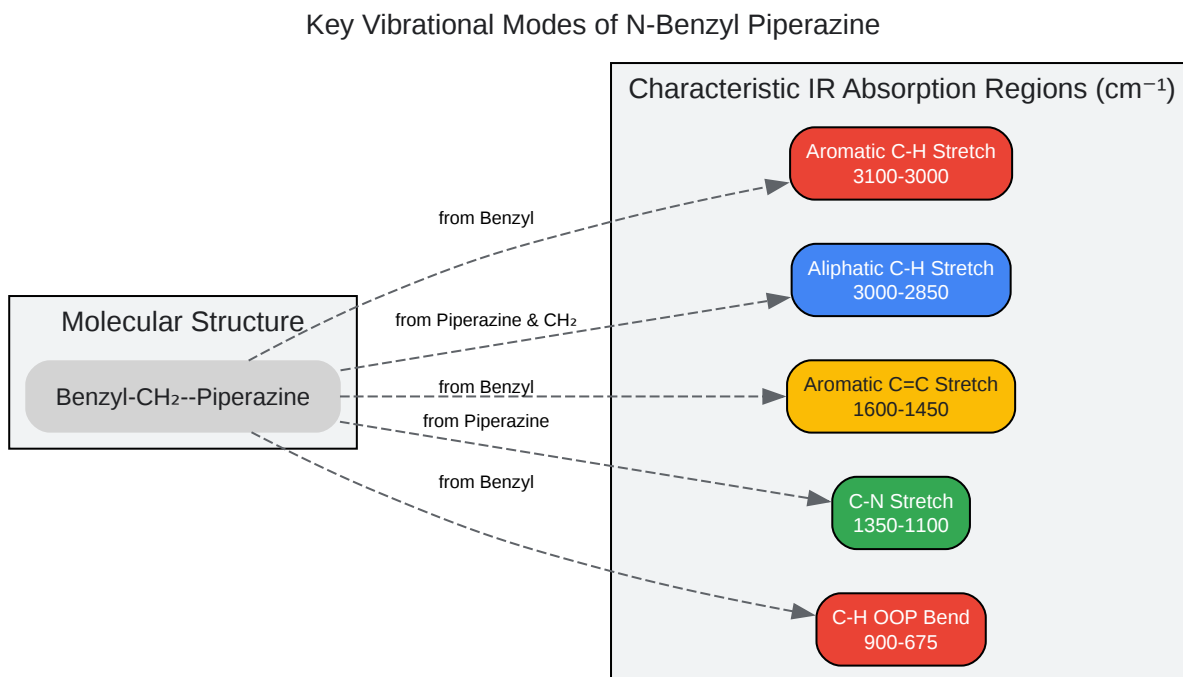 Key Vibrational Modes of N-Benzyl Piperazine
Characteristic IR Absorption Regions (cm⁻¹)
Aromatic C-H Stretch
3100-3000
from Benzyl
Aliphatic C-H Stretch
3000-2850
Molecular Structure
from Piperazine & CH₂
Benzyl-CH₂--Piperazine
from Benzyl
Aromatic C=C Stretch
1600-1450
from Piperazine
from Benzyl
C-N Stretch
1350-1100
C-H OOP Bend
900-675